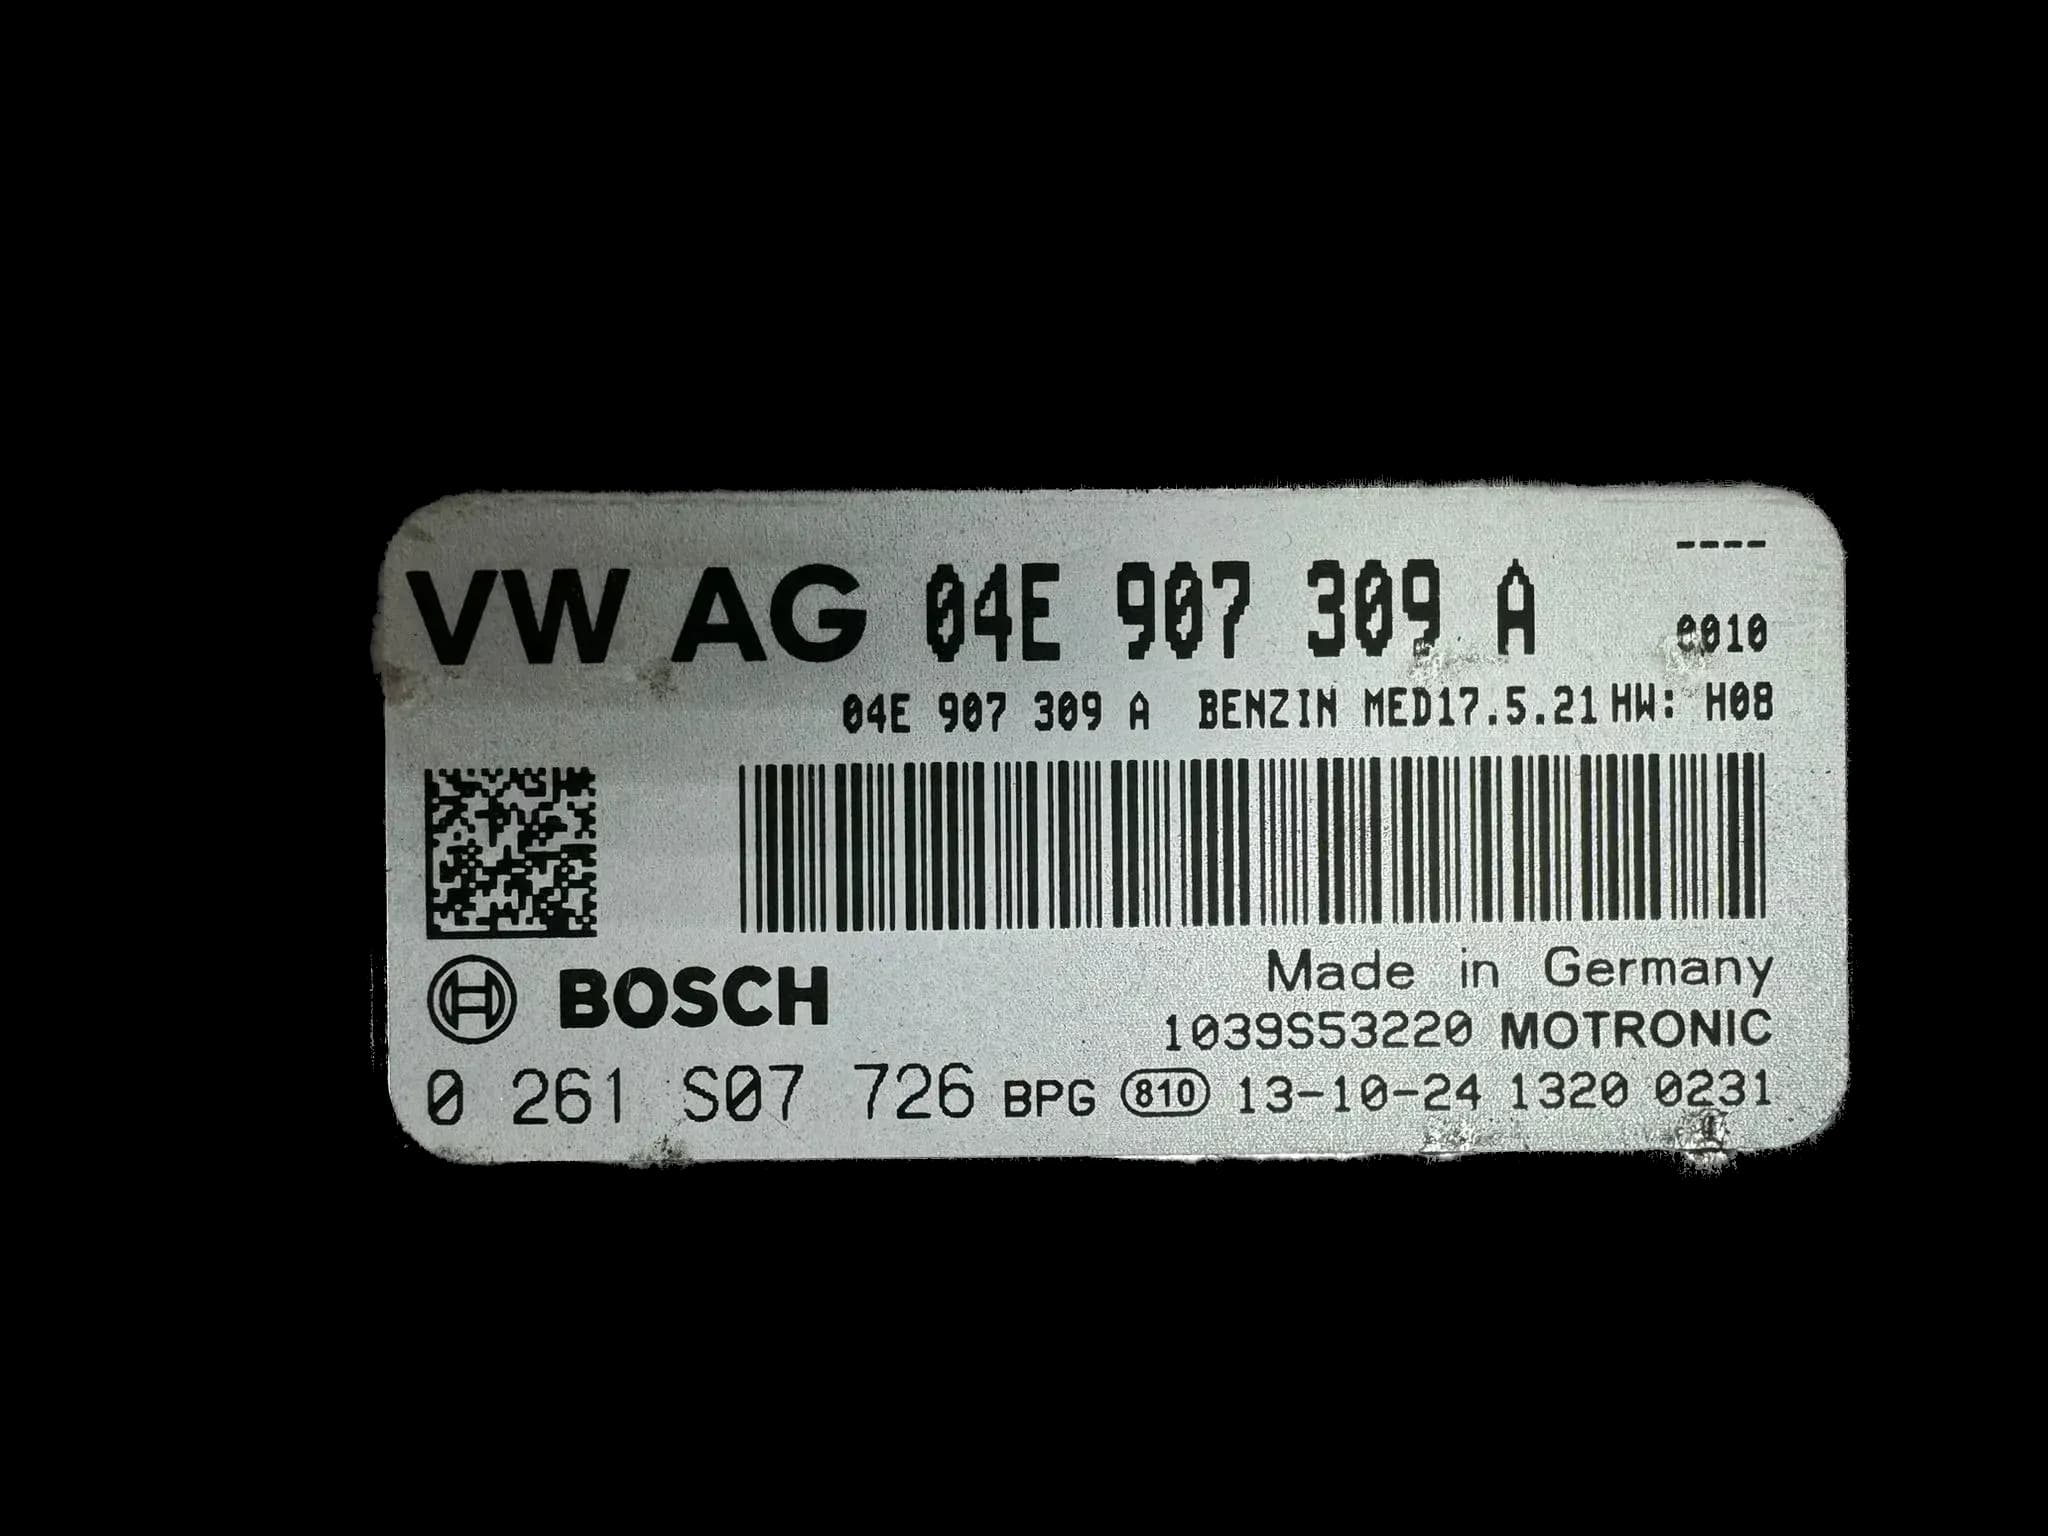 ----
VW AG 04E 907 309 A 0010
04E 907 309 A BENZIN MED17.5.21 HW: H08
Made in Germany
BOSCH
1039S53220 MOTRONIC
0 261 S07 726 BPG 810 13-10-24 1320 0231